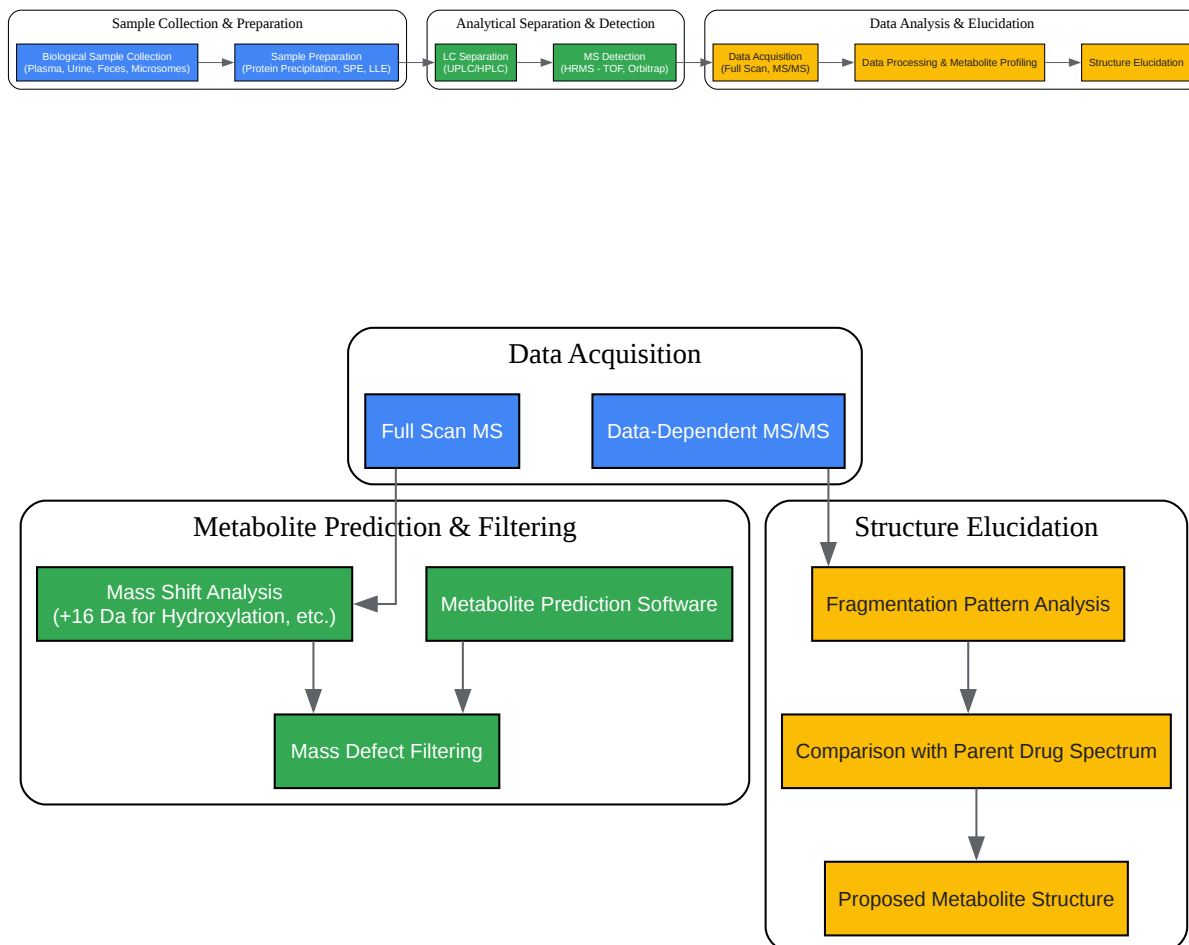 Sample Collection & Preparation
Biological Sample Collection
(Plasma, Urine, Feces, Microsomes)
Sample Preparation
(Protein Precipitation, SPE, LLE)
Analytical Separation & Detection
LC Separation
(UPLC/HPLC)
MS Detection
(HRMS - TOF, Orbitrap)
Data Analysis & Elucidation
Data Acquisition
(Full Scan, MS/MS)
Data Processing & Metabolite Profiling
Structure Elucidation
Data Acquisition
Full Scan MS
Data-Dependent MS/MS
Metabolite Prediction & Filtering
Mass Shift Analysis
(+16 Da for Hydroxylation, etc.)
Metabolite Prediction Software
Mass Defect Filtering
Structure Elucidation
Fragmentation Pattern Analysis
Comparison with Parent Drug Spectrum
Proposed Metabolite Structure